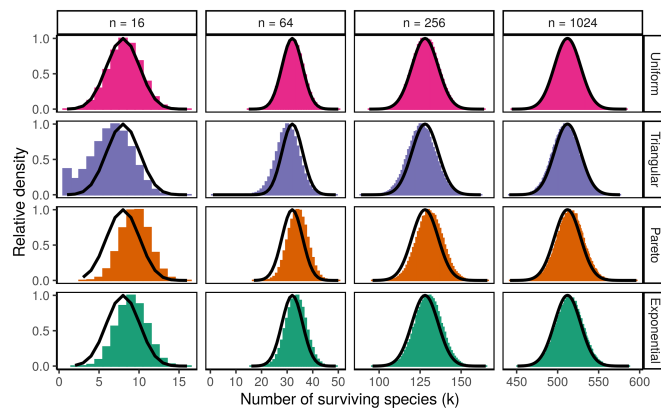 n = 16
n = 64
n = 256
n = 1024
Relative density
1.0
0.5
0.0
Uniform
1.0
0.5
0.0
Triangular
1.0
0.5
0.0
Pareto
1.0
0.5
0.0
Exponential
0 5 10 15
0 10 20 30 40 50
100 125 150
450 500 550 600
Number of surviving species (k)